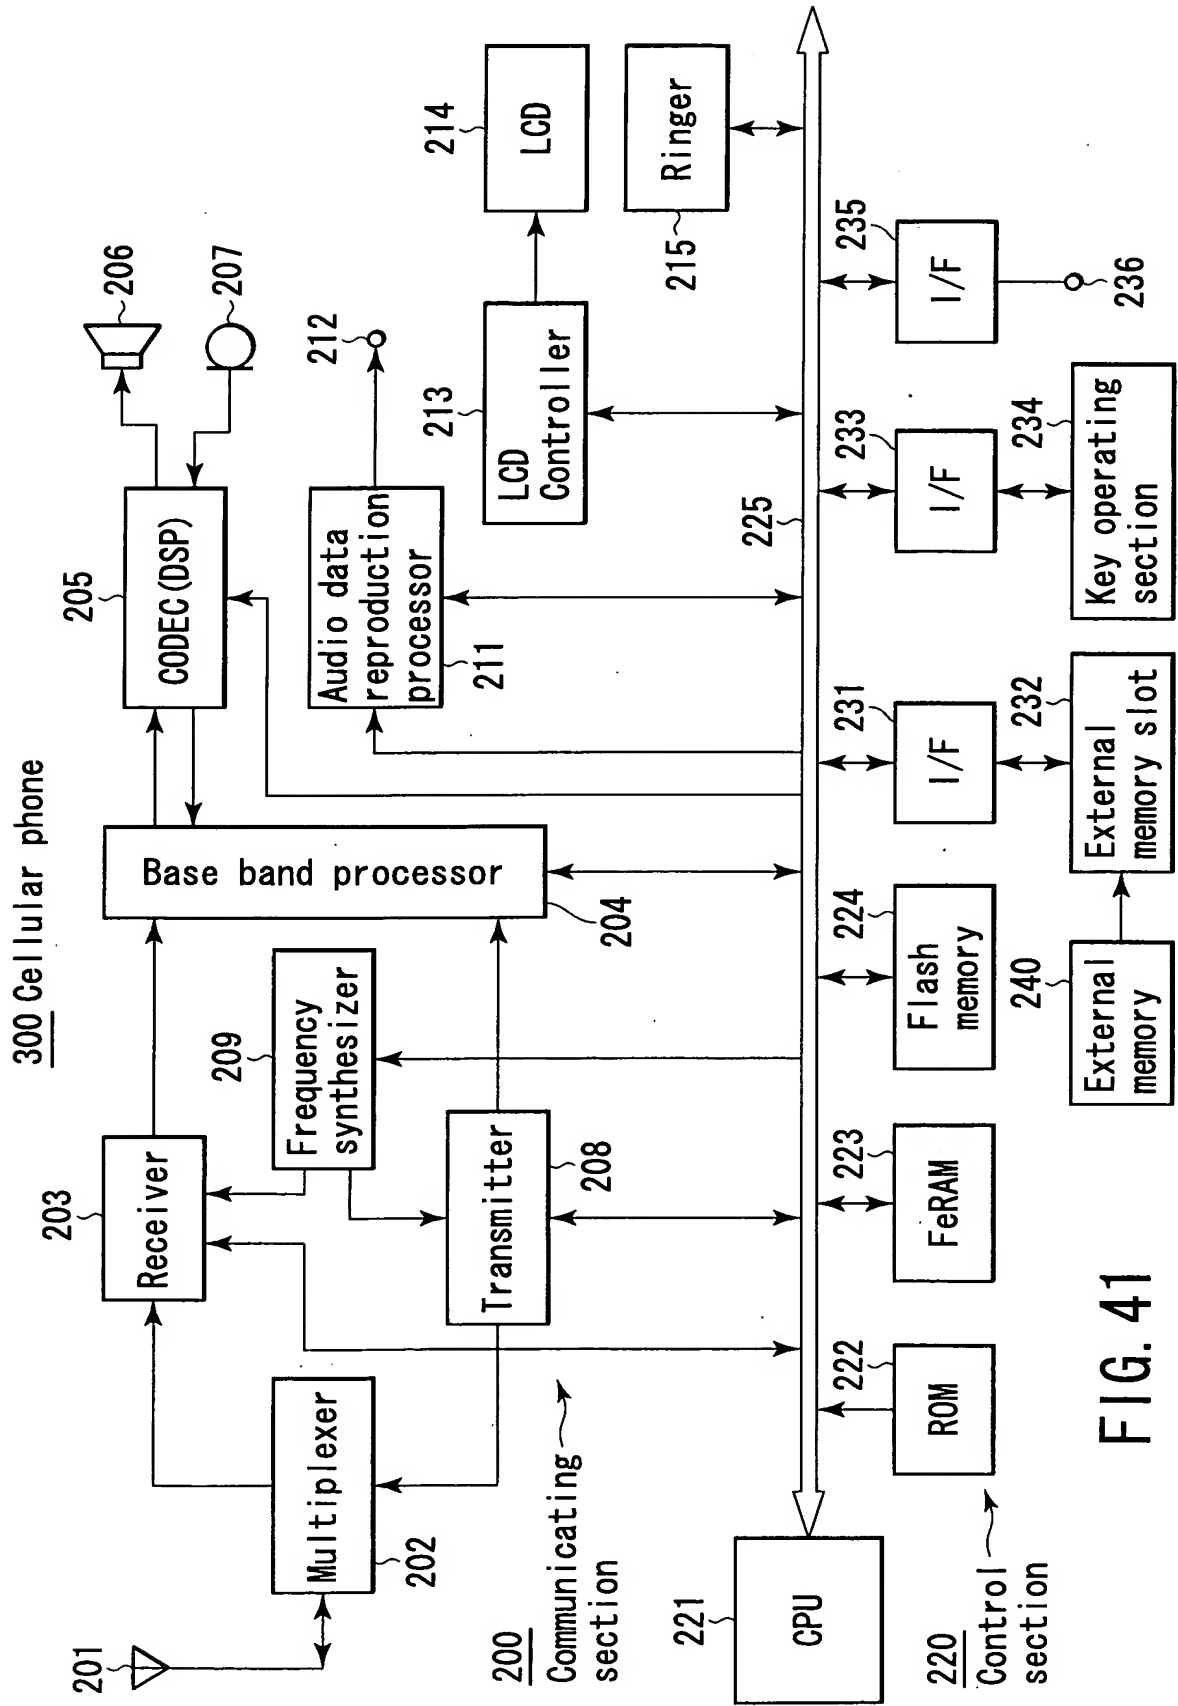 300 Cellular phone
201
202
Multiplexer
203
Receiver
209
Frequency
synthesizer
Transmitter
208
Base band processor
204
205
CODEC(DSP)
206
207
Audio data
reproduction
processor
211
212
213
LCD
Controller
214
LCD
Ringer
215
200
Communicating
section
225
221
CPU
220
Control
section
222
ROM
223
FeRAM
224
Flash
memory
231
I/F
233
I/F
235
I/F
236
240
External
memory
232
External
memory slot
234
Key operating
section
FIG. 41